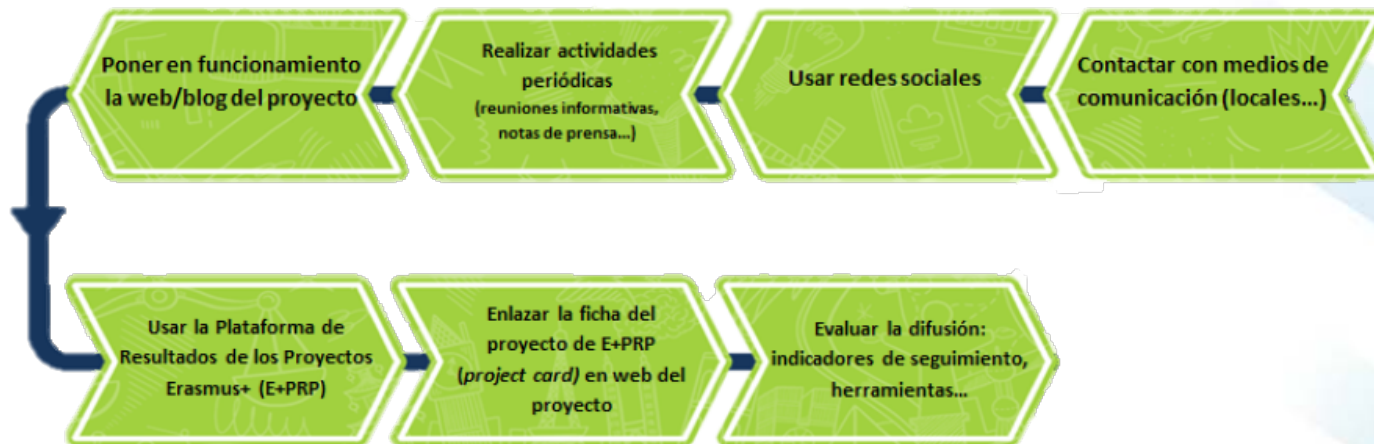 Poner en funcionamiento
la web/blog del proyecto
Realizar actividades
periódicas
(reuniones informativas,
notas de prensa...)
Usar redes sociales
Contactar con medios de
comunicación (locales...)
Usar la Plataforma de
Resultados de los Proyectos
Erasmus+ (E+PRP)
Enlazar la ficha del
proyecto de E+PRP
(project card) en web del
proyecto
Evaluar la difusión:
indicadores de seguimiento,
herramientas...